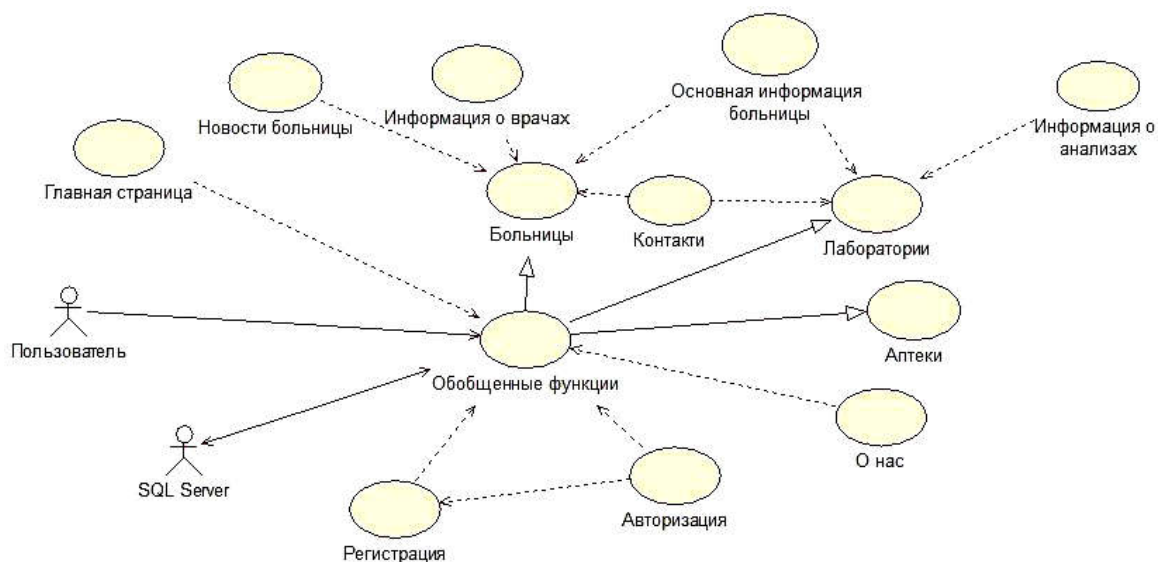 Новости больницы
Информация о врачах
Основная информация
больницы
Информация о
анализах
Главная страница
Больницы
Контакти
Лаборатории
Пользователь
Обобщенные функции
Аптеки
SQL Server
О нас
Регистрация
Авторизация